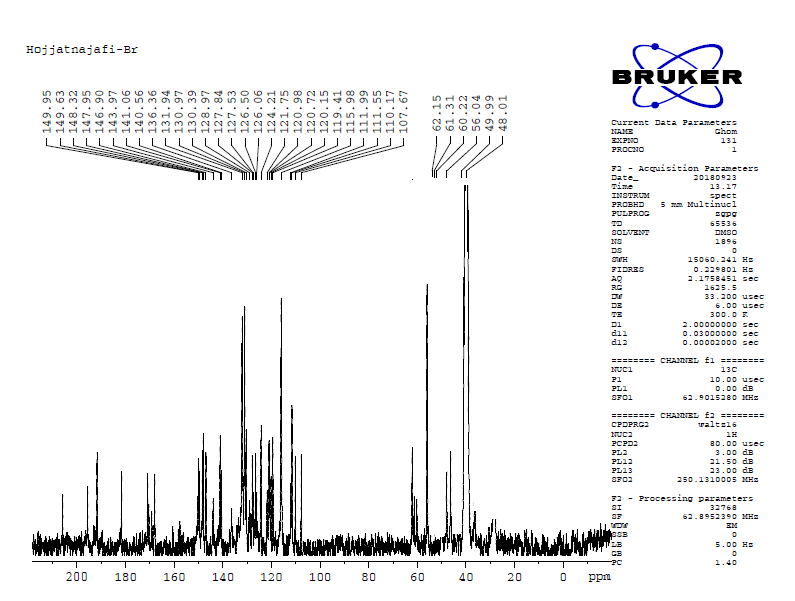 Hojjatnajafi-Br
149.95
149.63
148.32
147.95
146.90
143.97
141.06
140.56
136.36
131.94
130.97
130.39
128.97
127.84
127.53
126.50
126.06
124.21
121.75
120.98
120.72
120.15
119.41
115.98
111.99
111.55
110.17
107.67
62.15
61.31
60.22
56.04
49.99
48.01
200 180 160 140 120 100 80 60 40 20 0 ppm
BRUKER
Current Data Parameters
NAME Ghom
EXPNO 131
PROCNO 1
F2 - Acquisition Parameters
Date_ 20180923
Time 13.17
INSTRUM spect
PROBHD 5 mm Multinucl
PULPROG zgpg
TD 65536
SOLVENT DMSO
NS 1896
DS 0
SWH 15060.241 Hz
FIDRES 0.229801 Hz
AQ 2.1758451 sec
RG 1625.5
DW 33.200 usec
DE 6.00 usec
TE 300.0 K
D1 2.00000000 sec
d11 0.03000000 sec
d12 0.00002000 sec
======== CHANNEL f1 ========
NUC1 13C
P1 10.00 usec
PL1 0.00 dB
SFO1 62.9015280 MHz
======== CHANNEL f2 ========
CPDPRG2 waltz16
NUC2 1H
PCPD2 80.00 usec
PL2 3.00 dB
PL12 21.50 dB
PL13 23.00 dB
SFO2 250.1310005 MHz
F2 - Processing parameters
SI 32768
SF 62.8952390 MHz
WDW EM
SSB 0
LB 5.00 Hz
GB 0
PC 1.40